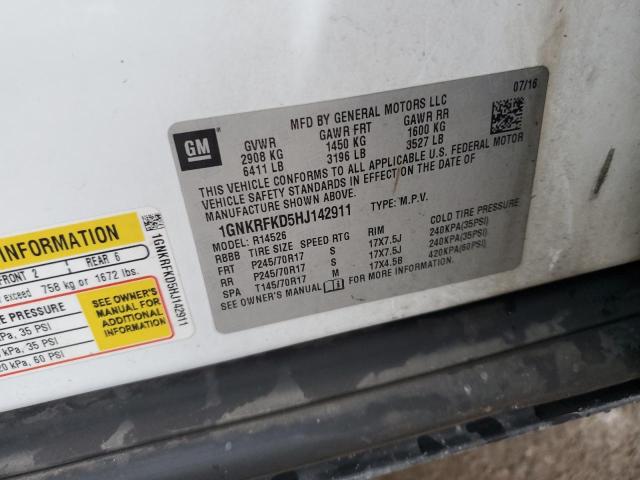 07/16
MFD BY GENERAL MOTORS LLC
GM
GVWR GAWR FRT GAWR RR
2908 KG 1450 KG 1600 KG
6411 LB 3196 LB 3527 LB
THIS VEHICLE CONFORMS TO ALL APPLICABLE U.S. FEDERAL MOTOR
VEHICLE SAFETY STANDARDS IN EFFECT ON THE DATE OF
MANUFACTURE SHOWN ABOVE.
1GNKRFKD5HJ142911 TYPE: M.P.V.
MODEL: R14526
RBBB TIRE SIZE SPEED RTG RIM COLD TIRE PRESSURE
FRT P245/70R17 S 17X7.5J 240KPA(35PSI)
RR P245/70R17 S 17X7.5J 240KPA(35PSI)
SPA T145/70R17 M 17X4.5B 420KPA(60PSI)
SEE OWNER'S MANUAL FOR MORE INFORMATION.
INFORMATION
FRONT 2 REAR 6
exceed 758 kg or 1672 lbs.
PRESSURE
kPa, 35 PSI
kPa, 35 PSI
20 kPa, 60 PSI
SEE OWNER'S
MANUAL FOR
ADDITIONAL
INFORMATION
1GNKRFKD5HJ142911